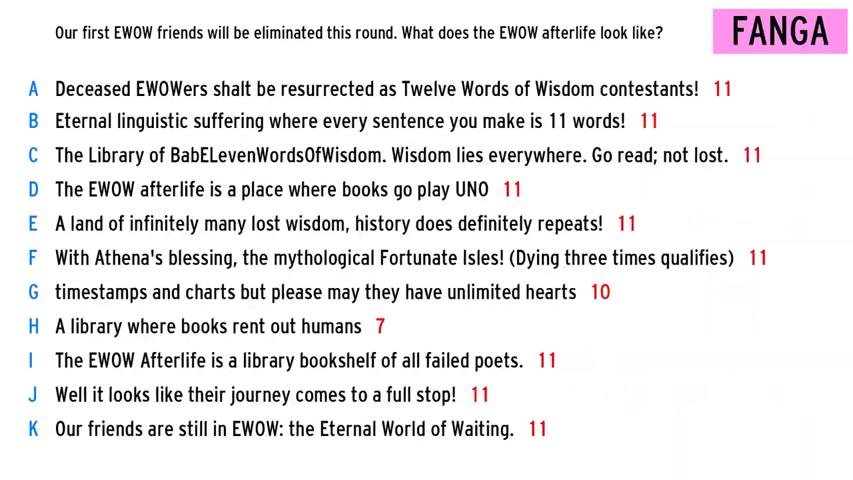 Our first EWOW friends will be eliminated this round. What does the EWOW afterlife look like?
FANGA
A Deceased EWOWers shalt be resurrected as Twelve Words of Wisdom contestants! 11
B Eternal linguistic suffering where every sentence you make is 11 words! 11
C The Library of BabELevenWordsOfWisdom. Wisdom lies everywhere. Go read; not lost. 11
D The EWOW afterlife is a place where books go play UNO 11
E A land of infinitely many lost wisdom, history does definitely repeats! 11
F With Athena's blessing, the mythological Fortunate Isles! (Dying three times qualifies) 11
G timestamps and charts but please may they have unlimited hearts 10
H A library where books rent out humans 7
I The EWOW Afterlife is a library bookshelf of all failed poets. 11
J Well it looks like their journey comes to a full stop! 11
K Our friends are still in EWOW: the Eternal World of Waiting. 11